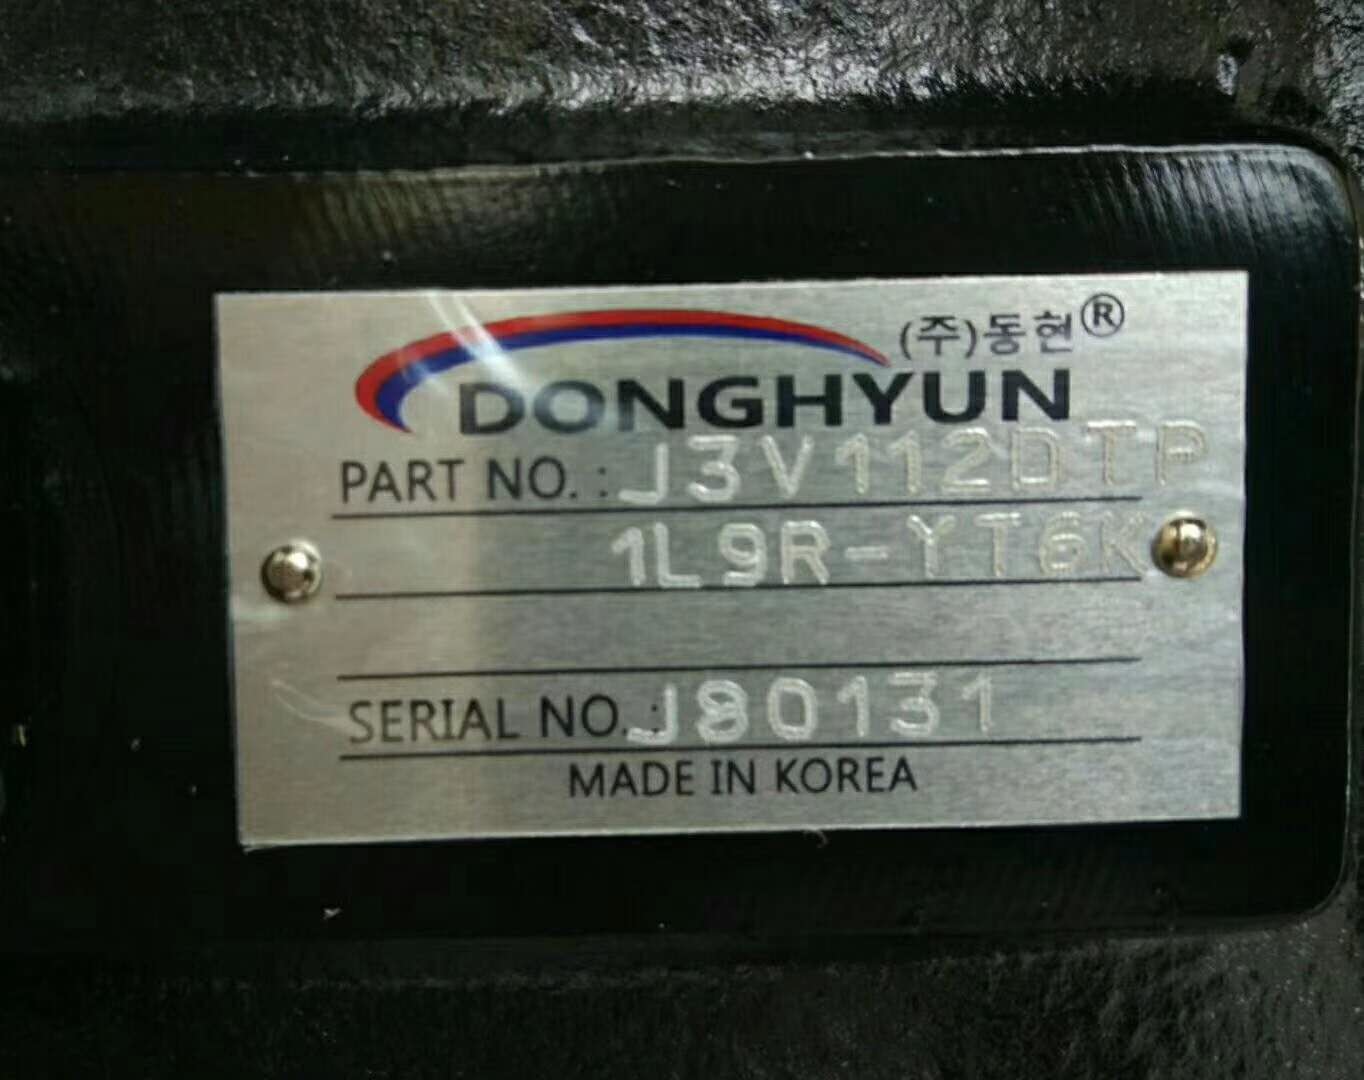 (주)동현®
DONGHYUN
PART NO. : J3V112DTP
1L9R-YT6K
SERIAL NO. : J80131
MADE IN KOREA